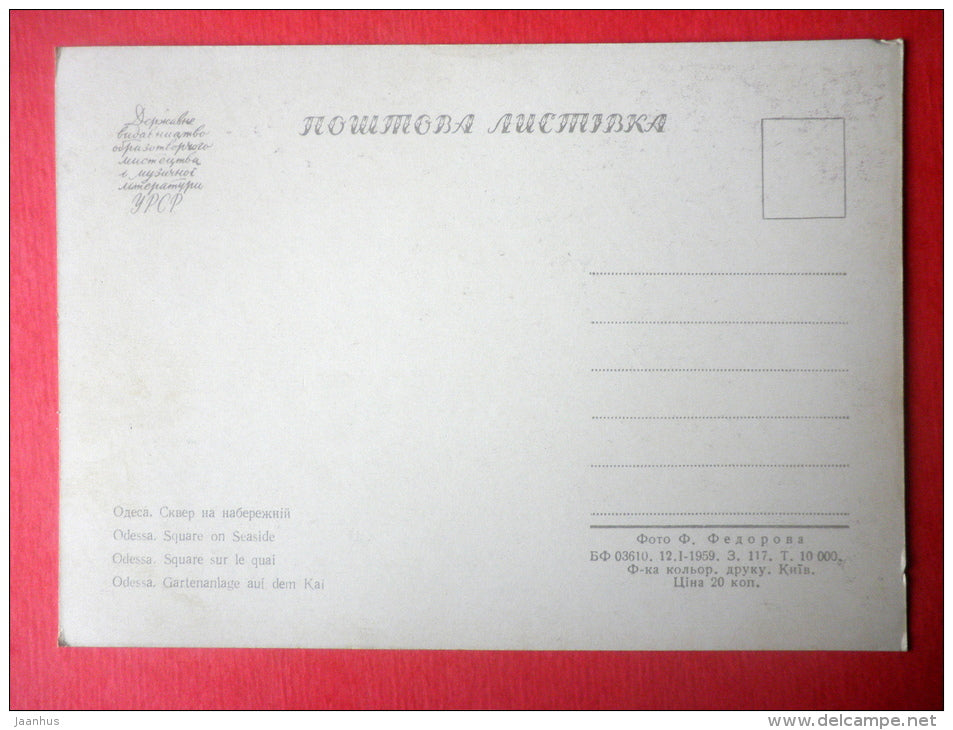 Державне
видавництво
образотворчого
мистецтва
і музичної
літератури
УРСР
ПОШТОВА ЛИСТІВКА
Одеса. Сквер на набережній
Odessa. Square on Seaside
Odessa. Square sur le quai
Odessa. Gartenanlage auf dem Kai
Фото Ф. Федорова
БФ 03610. 12.I-1959. З. 117. Т. 10 000.
Ф-ка кольор. друку. Київ.
Ціна 20 коп.
Jaanhus
www.delcampe.net